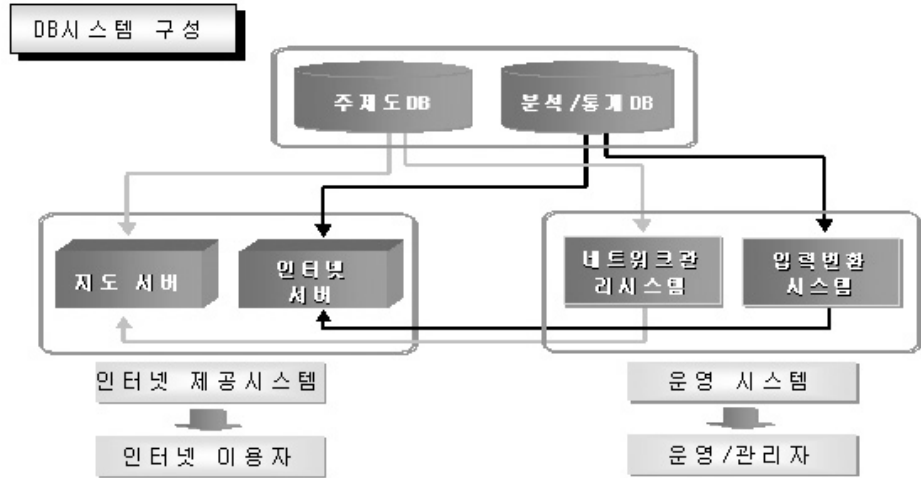 DB시스템 구성
주제도DB
분석/통계DB
지도 서버
인터넷
서버
네트워크관
리시스템
입력변환
시스템
인터넷 제공시스템
운영 시스템
인터넷 이용자
운영/관리자